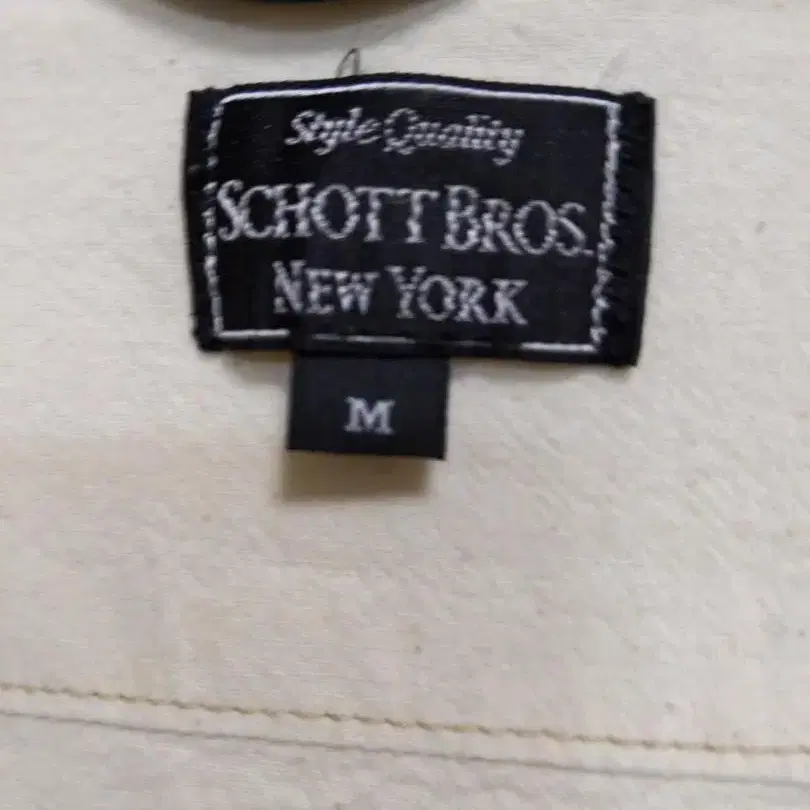 Style Quality
SCHOTT BROS.
NEW YORK
M